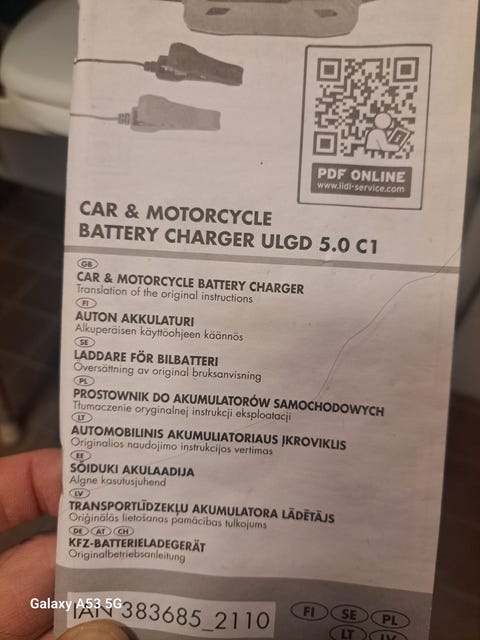 PDF ONLINE
www.lidl-service.com
CAR & MOTORCYCLE
BATTERY CHARGER ULGD 5.0 C1
GB
CAR & MOTORCYCLE BATTERY CHARGER
Translation of the original instructions
FI
AUTON AKKULATURI
Alkuperäisen käyttöohjeen käännös
SE
LADDARE FÖR BILBATTERI
Översättning av original bruksanvisning
PL
PROSTOWNIK DO AKUMULATORÓW SAMOCHODOWYCH
Tłumaczenie oryginalnej instrukcji eksploatacji
LT
AUTOMOBILINIS AKUMULIATORIAUS ĮKROVIKLIS
Originalios naudojimo instrukcijos vertimas
EE
SÕIDUKI AKULAADIJA
Algne kasutusjuhend
LV
TRANSPORTLĪDZEKĻU AKUMULATORA LĀDĒTĀJS
Oriģinālās lietošanas pamācības tulkojums
DE AT CH
KFZ-BATTERIELADEGERÄT
Originalbetriebsanleitung
Galaxy A53 5G
IAN 383685_2110
FI SE PL
LT LV